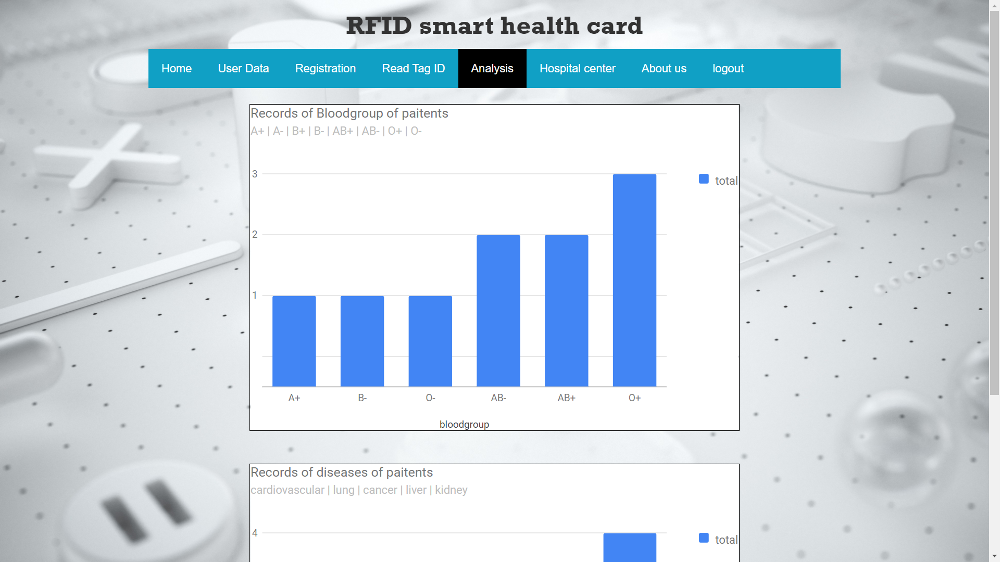 RFID smart health card
Home User Data Registration Read Tag ID Analysis Hospital center About us logout
Records of Bloodgroup of paitents
A+ | A- | B+ | B- | AB+ | AB- | O+ | O-
3
total
2
1
A+ B- O- AB- AB+ O+
bloodgroup
Records of diseases of paitents
cardiovascular | lung | cancer | liver | kidney
4
total